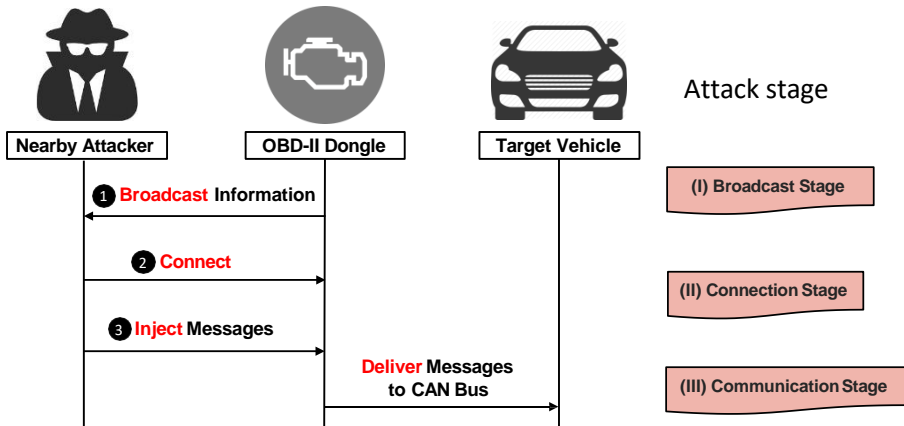 Attack stage
Nearby Attacker
OBD-II Dongle
Target Vehicle
1 Broadcast Information
(I) Broadcast Stage
2 Connect
(II) Connection Stage
3 Inject Messages
Deliver Messages
to CAN Bus
(III) Communication Stage